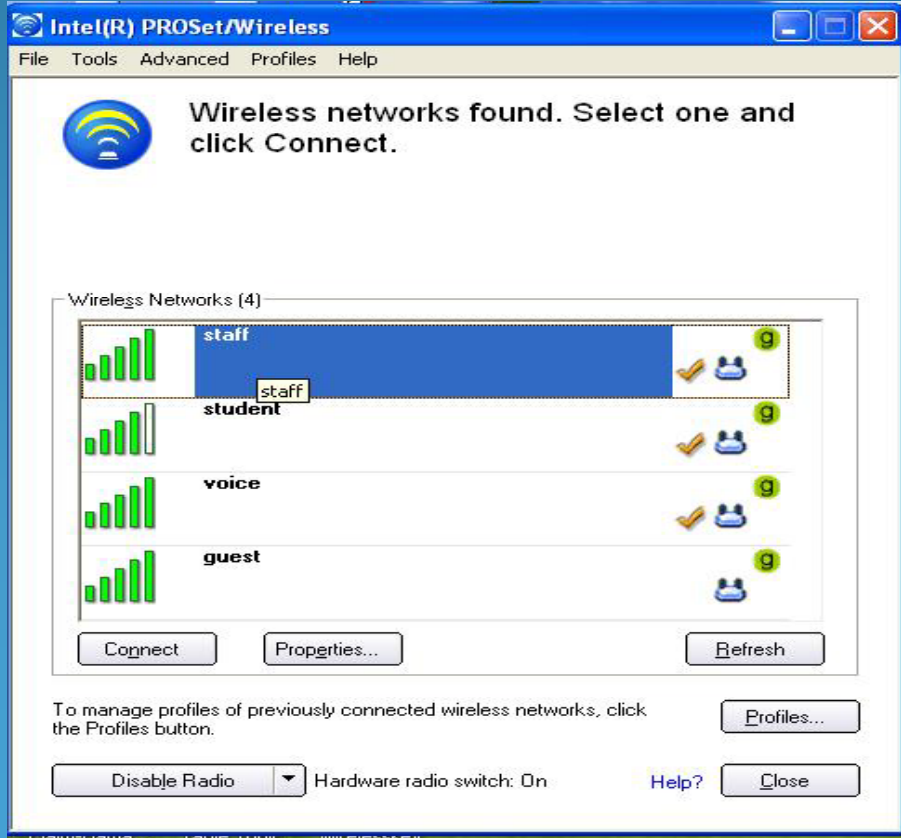 Intel(R) PROSet/Wireless
File Tools Advanced Profiles Help
Wireless networks found. Select one and
click Connect.
Wireless Networks (4)
staff
g
staff
student
g
voice
g
guest
g
Connect Properties... Refresh
To manage profiles of previously connected wireless networks, click
the Profiles button.
Profiles...
Disable Radio Hardware radio switch: On Help? Close